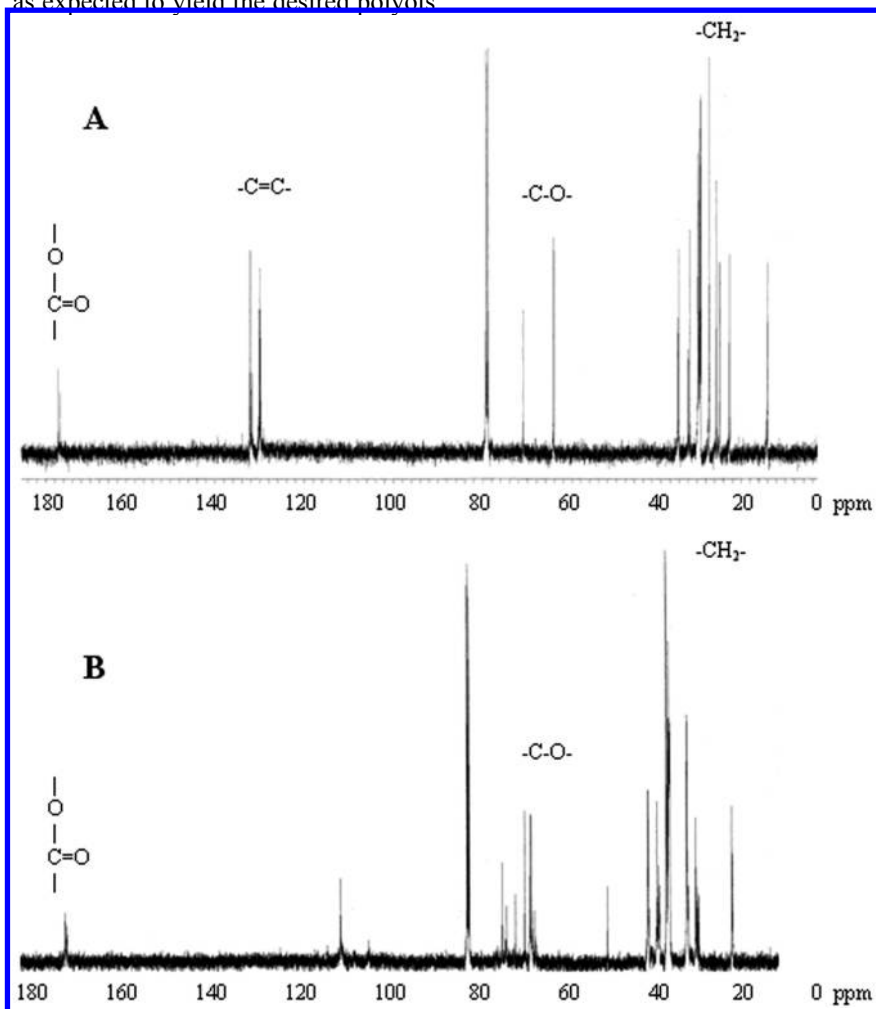 as expected to yield the desired polyols
-CH₂-
A
-C=C-
-C-O-
O
C=O
180 160 140 120 100 80 60 40 20 0 ppm
-CH₂-
B
-C-O-
O
C=O
180 160 140 120 100 80 60 40 20 0 ppm